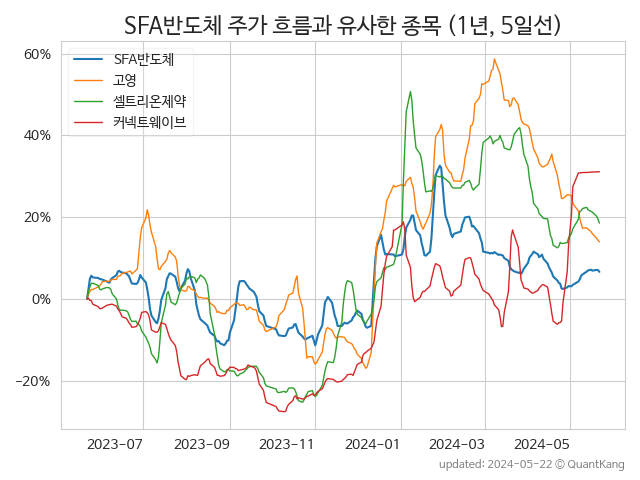 SFA반도체 주가 흐름과 유사한 종목 (1년, 5일선)
SFA반도체
고영
셀트리온제약
커넥트웨이브
60%
40%
20%
0%
−20%
2023-07
2023-09
2023-11
2024-01
2024-03
2024-05
updated: 2024-05-22 © QuantKang